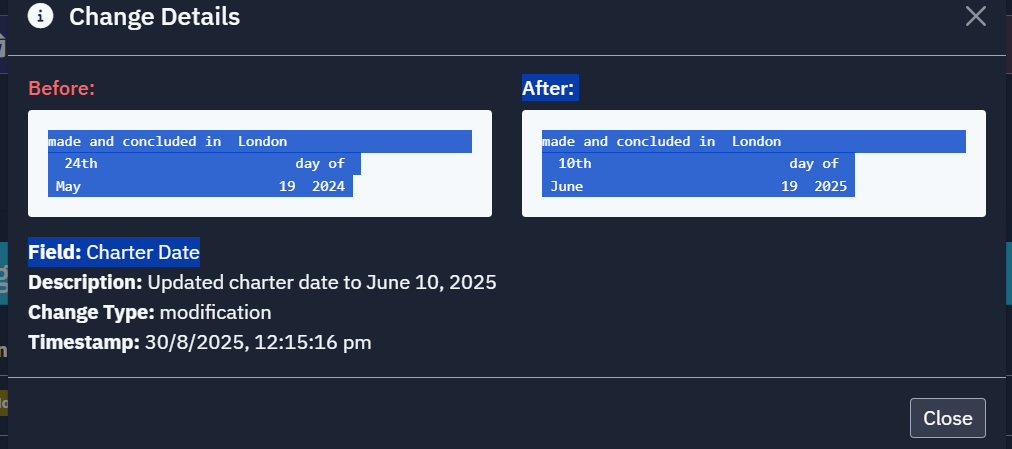 Change Details
Before:
made and concluded in London
24th day of
May 19 2024
After:
made and concluded in London
10th day of
June 19 2025
Field: Charter Date
Description: Updated charter date to June 10, 2025
Change Type: modification
Timestamp: 30/8/2025, 12:15:16 pm
Close